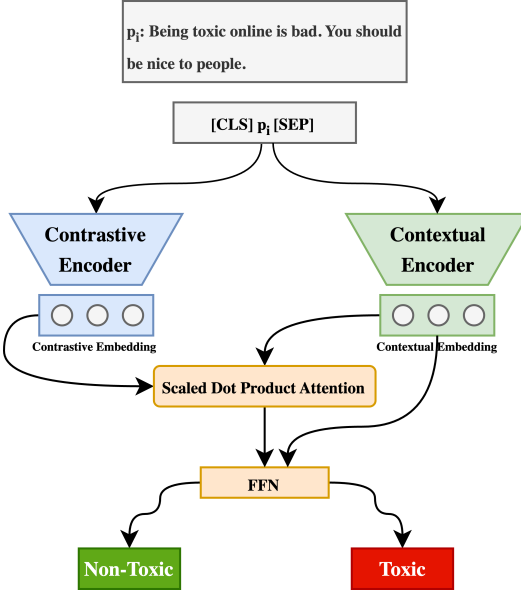 pi: Being toxic online is bad. You should
be nice to people.
[CLS] pi [SEP]
Contrastive
Encoder
Contextual
Encoder
Contrastive Embedding
Contextual Embedding
Scaled Dot Product Attention
FFN
Non-Toxic
Toxic